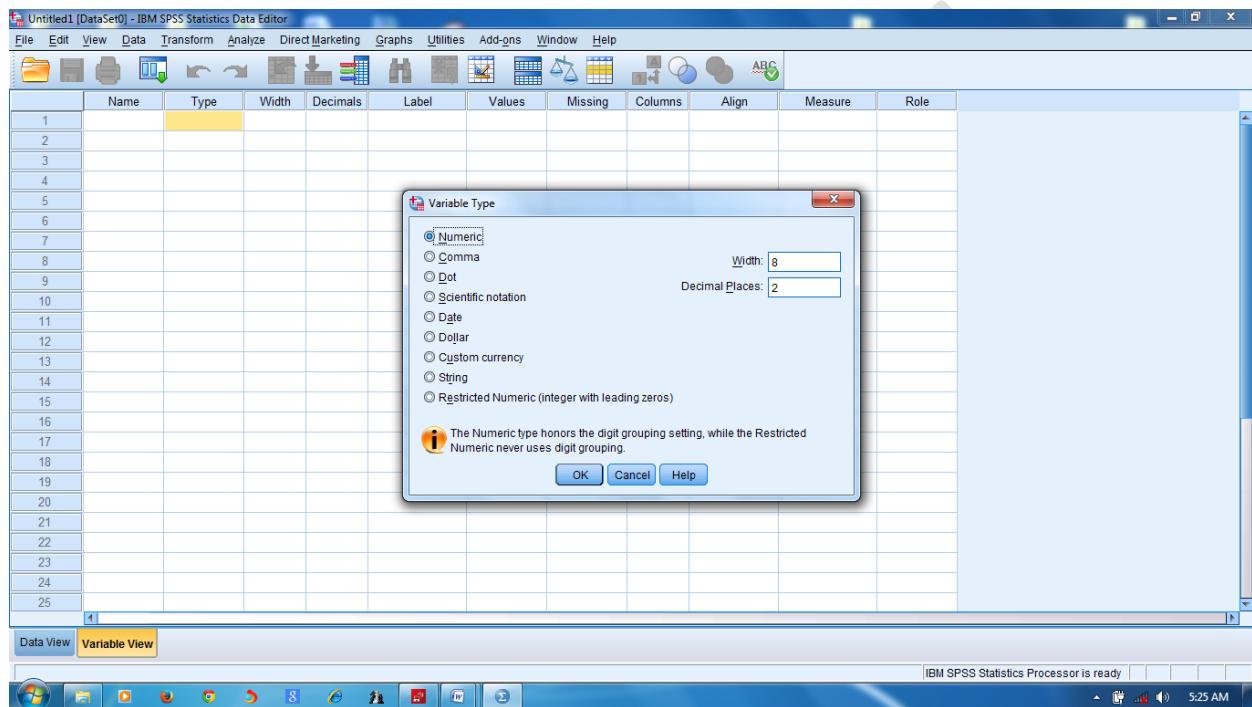 Untitled1 [DataSet0] - IBM SPSS Statistics Data Editor
File Edit View Data Transform Analyze Direct Marketing Graphs Utilities Add-ons Window Help
A
1 4
ABC
Name Type Width Decimals Label Values Missing Columns Align Measure Role
1
2
3
4
5
6
7
8
9
10
11
12
13
14
15
16
17
18
19
20
21
22
23
24
25
Variable Type
Numeric
Comma
Dot
Scientific notation
Date
Dollar
Custom currency
String
Restricted Numeric (integer with leading zeros)
Width: 8
Decimal Places: 2
The Numeric type honors the digit grouping setting, while the Restricted
Numeric never uses digit grouping.
OK Cancel Help
Data View Variable View
IBM SPSS Statistics Processor is ready
8 Σ 5:25 AM